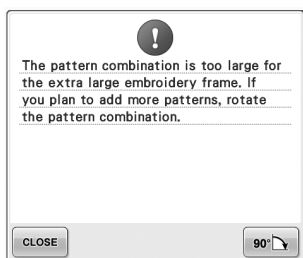 The pattern combination is too large for
the extra large embroidery frame. If
you plan to add more patterns, rotate
the pattern combination.
CLOSE
90°